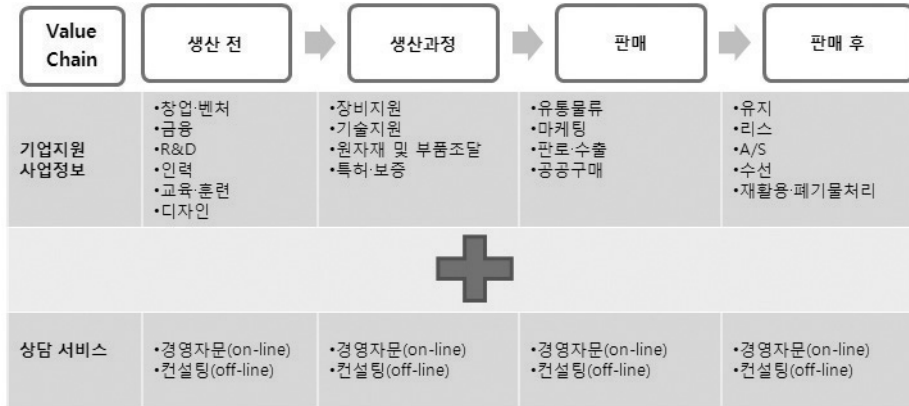 Value
Chain
생산 전
생산과정
판매
판매 후
기업지원
사업정보
•창업·벤처
•금융
•R&D
•인력
•교육·훈련
•디자인
•장비지원
•기술지원
•원자재 및 부품조달
•특허·보증
•유통물류
•마케팅
•판로·수출
•공공구매
•유지
•리스
•A/S
•수선
•재활용·폐기물처리
상담 서비스
•경영자문(on-line)
•컨설팅(off-line)
•경영자문(on-line)
•컨설팅(off-line)
•경영자문(on-line)
•컨설팅(off-line)
•경영자문(on-line)
•컨설팅(off-line)